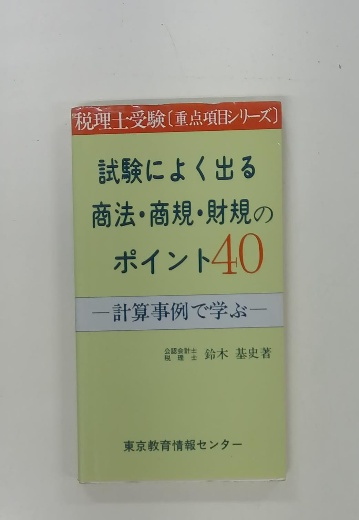 税理士受験〔重点項目シリーズ〕
試験によく出る
商法・商規・財規の
ポイント40
―計算事例で学ぶ―
公認会計士
税理士 鈴木 基史著
東京教育情報センター